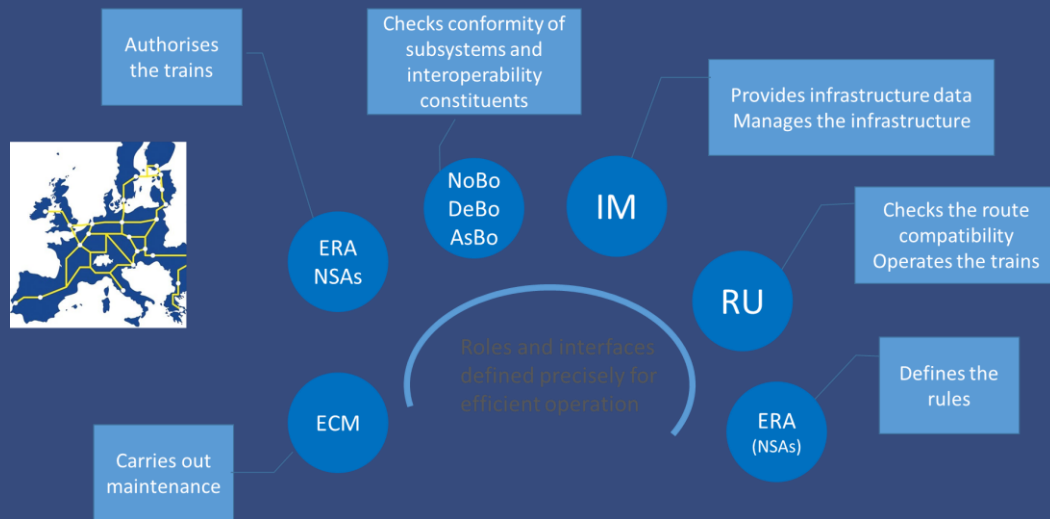 Authorises
the trains
Checks conformity of
subsystems and
interoperability
constituents
Provides infrastructure data
Manages the infrastructure
NoBo
DeBo
AsBo
IM
Checks the route
compatibility
Operates the trains
ERA
NSAs
RU
Roles and interfaces
defined precisely for
efficient operation
Defines the
rules
ECM
ERA
(NSAs)
Carries out
maintenance